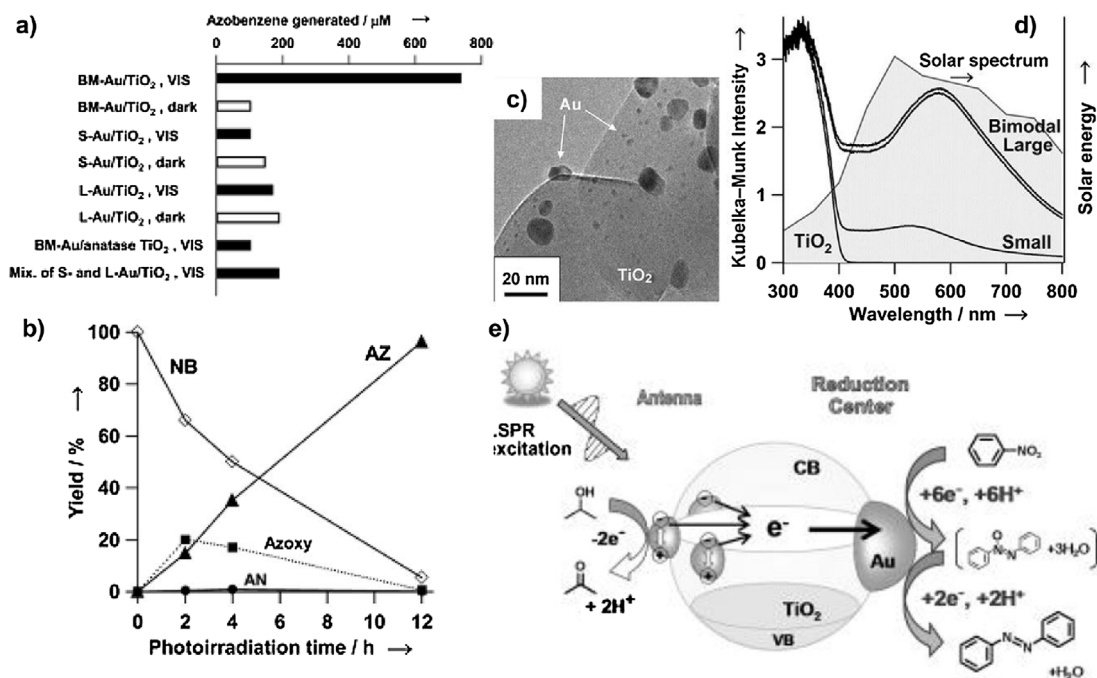 a)
Azobenzene generated / μM →
0 200 400 600 800
BM-Au/TiO₂ , VIS
BM-Au/TiO₂ , dark
S-Au/TiO₂ , VIS
S-Au/TiO₂ , dark
L-Au/TiO₂ , VIS
L-Au/TiO₂ , dark
BM-Au/anatase TiO₂ , VIS
Mix. of S- and L-Au/TiO₂ , VIS
c)
Au
20 nm
TiO₂
d)
Kubelka–Munk Intensity →
3
2
1
0
Solar spectrum
→
Bimodal
Large
TiO₂
Small
Solar energy →
300 400 500 600 700 800
Wavelength / nm →
b)
Yield / % →
100
80
60
40
20
0
NB
AZ
Azoxy
AN
0 2 4 6 8 10 12
Photoirradiation time / h →
e)
Antenna
Reduction
Center
LSPR
excitation
OH
-2e⁻
O
+ 2H⁺
CB
e⁻
Au
TiO₂
VB
NO₂
+6e⁻, +6H⁺
O
N=N
+3H₂O
+2e⁻, +2H⁺
N=N
+H₂O